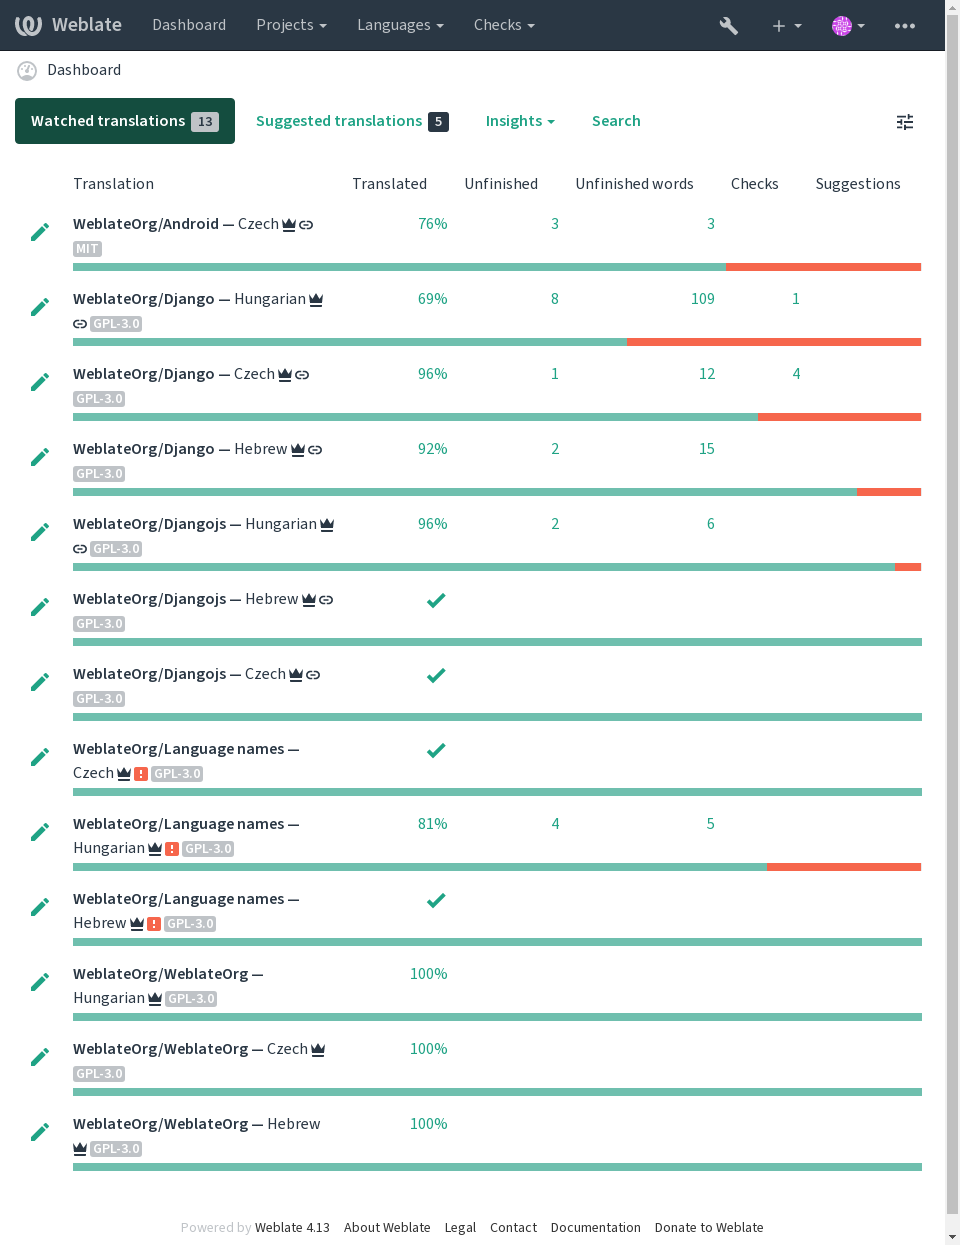 Weblate Dashboard Projects Languages Checks
Dashboard
Watched translations 13 Suggested translations 5 Insights Search
Translation Translated Unfinished Unfinished words Checks Suggestions
WeblateOrg/Android — Czech 76% 3 3
MIT
WeblateOrg/Django — Hungarian 69% 8 109 1
GPL-3.0
WeblateOrg/Django — Czech 96% 1 12 4
GPL-3.0
WeblateOrg/Django — Hebrew 92% 2 15
GPL-3.0
WeblateOrg/Djangojs — Hungarian 96% 2 6
GPL-3.0
WeblateOrg/Djangojs — Hebrew
GPL-3.0
WeblateOrg/Djangojs — Czech
GPL-3.0
WeblateOrg/Language names —
Czech GPL-3.0
WeblateOrg/Language names — 81% 4 5
Hungarian GPL-3.0
WeblateOrg/Language names —
Hebrew GPL-3.0
WeblateOrg/WeblateOrg — 100%
Hungarian GPL-3.0
WeblateOrg/WeblateOrg — Czech 100%
GPL-3.0
WeblateOrg/WeblateOrg — Hebrew 100%
GPL-3.0
Powered by Weblate 4.13 About Weblate Legal Contact Documentation Donate to Weblate